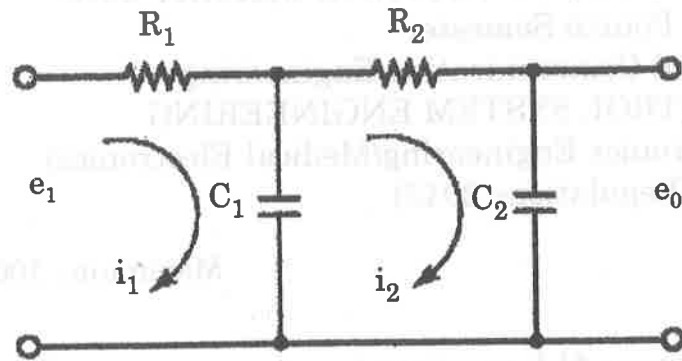 R₁ R₂
e₁ C₁ C₂ e₀
i₁ i₂